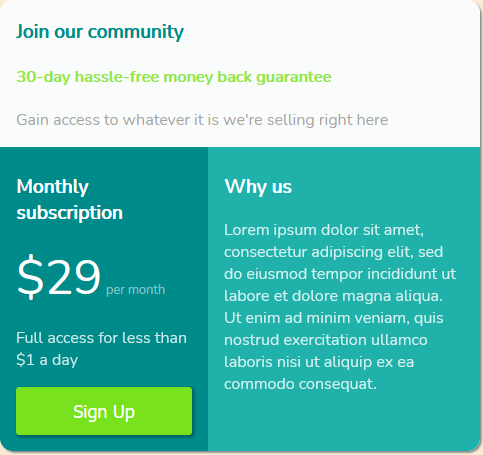 Join our community
30-day hassle-free money back guarantee
Gain access to whatever it is we're selling right here
Monthly
subscription
$29 per month
Full access for less than
$1 a day
Sign Up
Why us
Lorem ipsum dolor sit amet,
consectetur adipiscing elit, sed
do eiusmod tempor incididunt ut
labore et dolore magna aliqua.
Ut enim ad minim veniam, quis
nostrud exercitation ullamco
laboris nisi ut aliquip ex ea
commodo consequat.